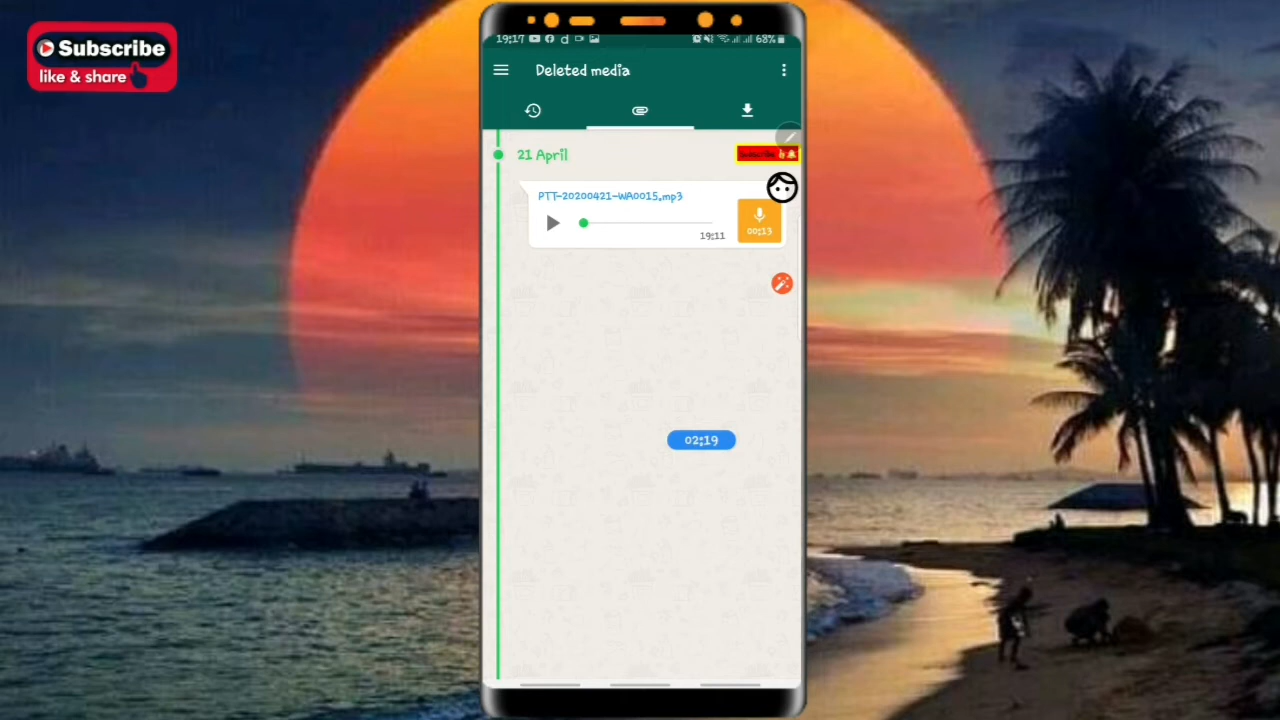 Subscribe
like & share
19:17
68%
Deleted media
21 April
Subscribe
PTT-20200421-WA0015.mp3
19:11
00:13
02:19